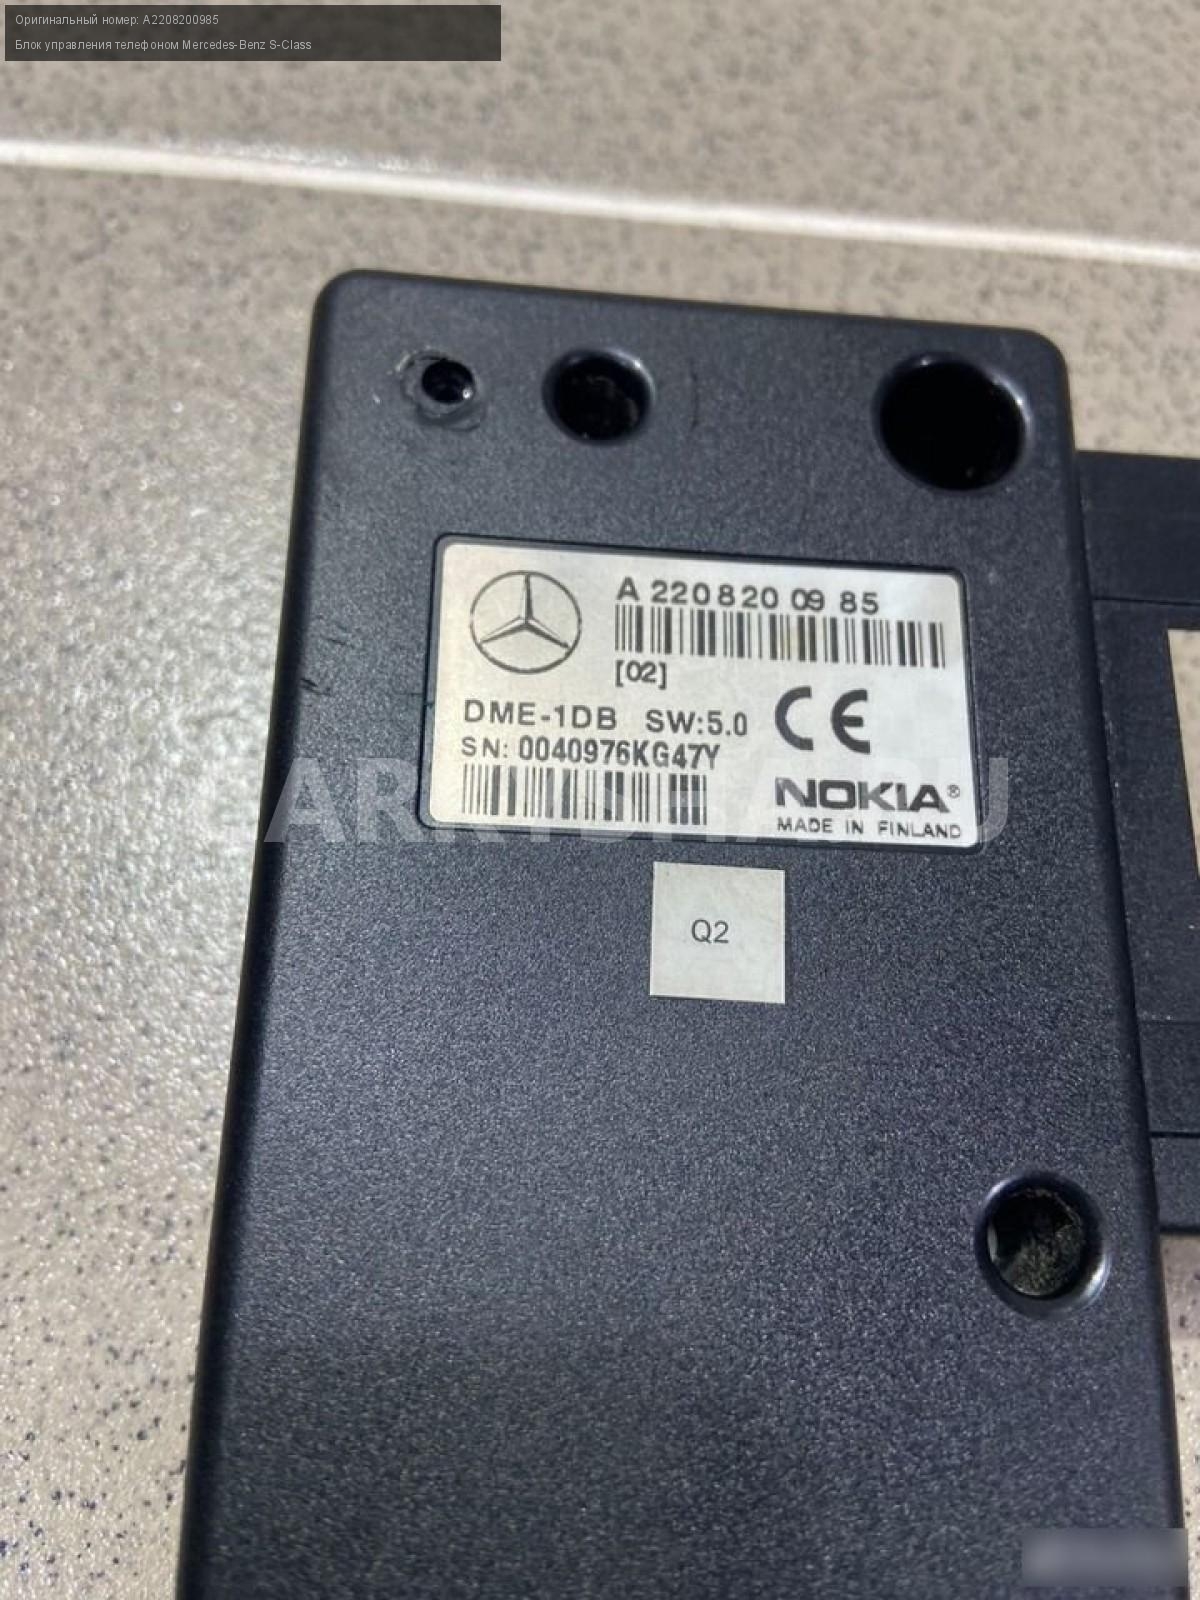 Оригинальный номер: A2208200985
Блок управления телефоном Mercedes-Benz S-Class
A 220 820 09 85
[02]
DME-1DB SW:5.0
SN: 0040976KG47Y
CE
NOKIA®
MADE IN FINLAND
Q2